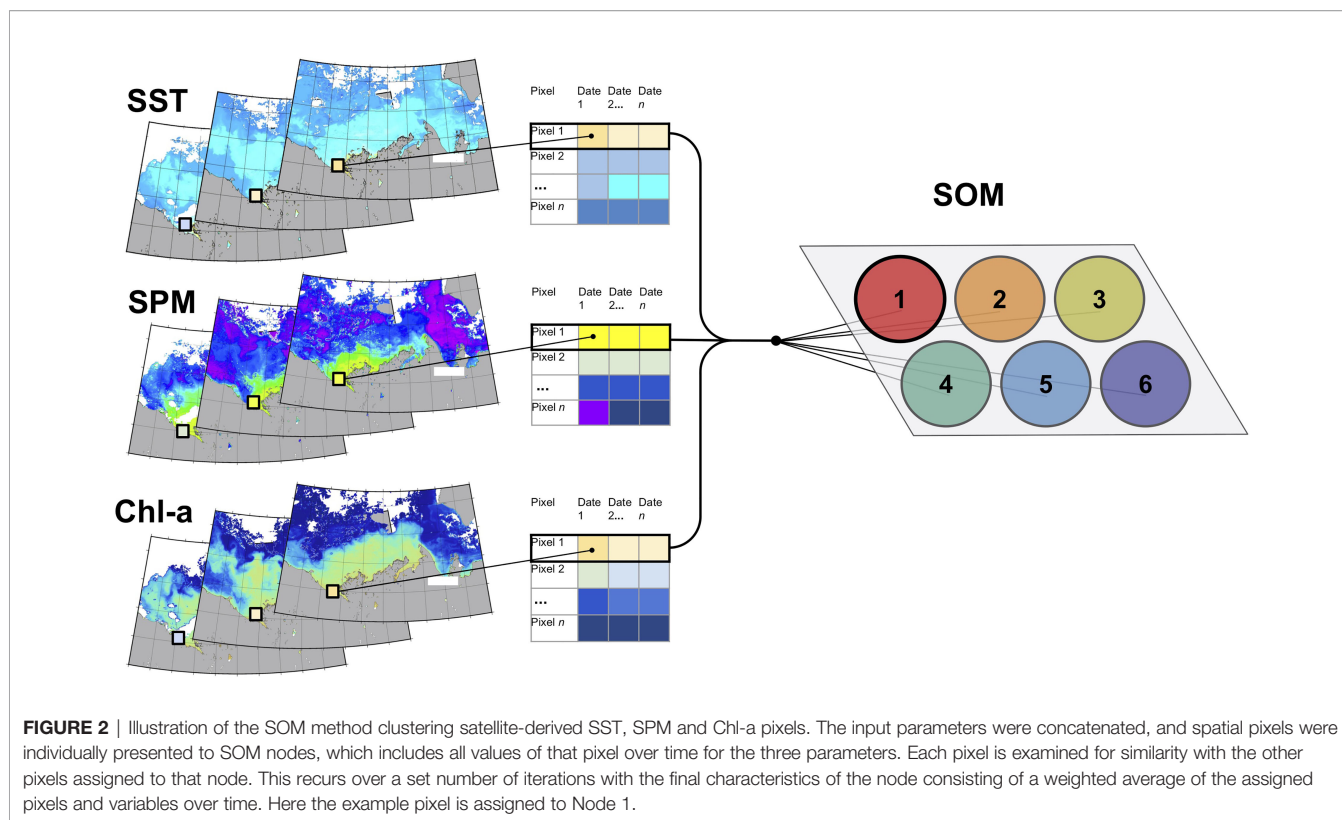 SST
Pixel Date Date Date
1 2... n
Pixel 1
Pixel 2
...
Pixel n
SPM
Pixel Date Date Date
1 2... n
Pixel 1
Pixel 2
...
Pixel n
Chl-a
Pixel Date Date Date
1 2... n
Pixel 1
Pixel 2
...
Pixel n
SOM
1 2 3
4 5 6
FIGURE 2 | Illustration of the SOM method clustering satellite-derived SST, SPM and Chl-a pixels. The input parameters were concatenated, and spatial pixels were
individually presented to SOM nodes, which includes all values of that pixel over time for the three parameters. Each pixel is examined for similarity with the other
pixels assigned to that node. This recurs over a set number of iterations with the final characteristics of the node consisting of a weighted average of the assigned
pixels and variables over time. Here the example pixel is assigned to Node 1.